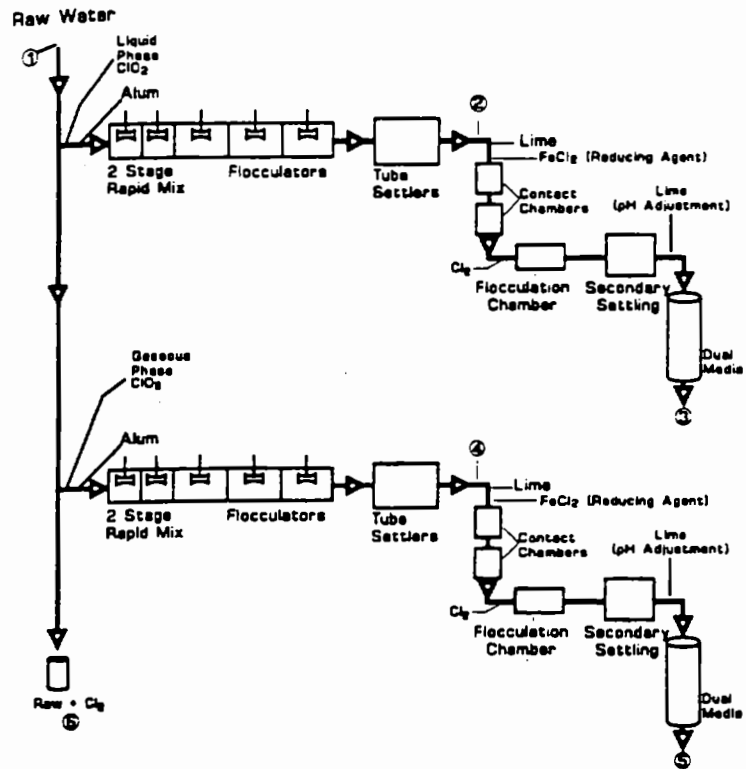 Raw Water
①
Liquid
Phase
ClO₂
Alum
2 Stage
Rapid Mix
Flocculators
Tube
Settlers
②
Lime
FeCl₂ (Reducing Agent)
Contact
Chambers
Lime
(pH Adjustment)
Cl₂
Flocculation
Chamber
Secondary
Settling
Dual
Media
③
Gaseous
Phase
ClO₂
Alum
2 Stage
Rapid Mix
Flocculators
Tube
Settlers
④
Lime
FeCl₂ (Reducing Agent)
Contact
Chambers
Lime
(pH Adjustment)
Cl₂
Flocculation
Chamber
Secondary
Settling
Dual
Media
⑤
Raw + Cl₂
⑥